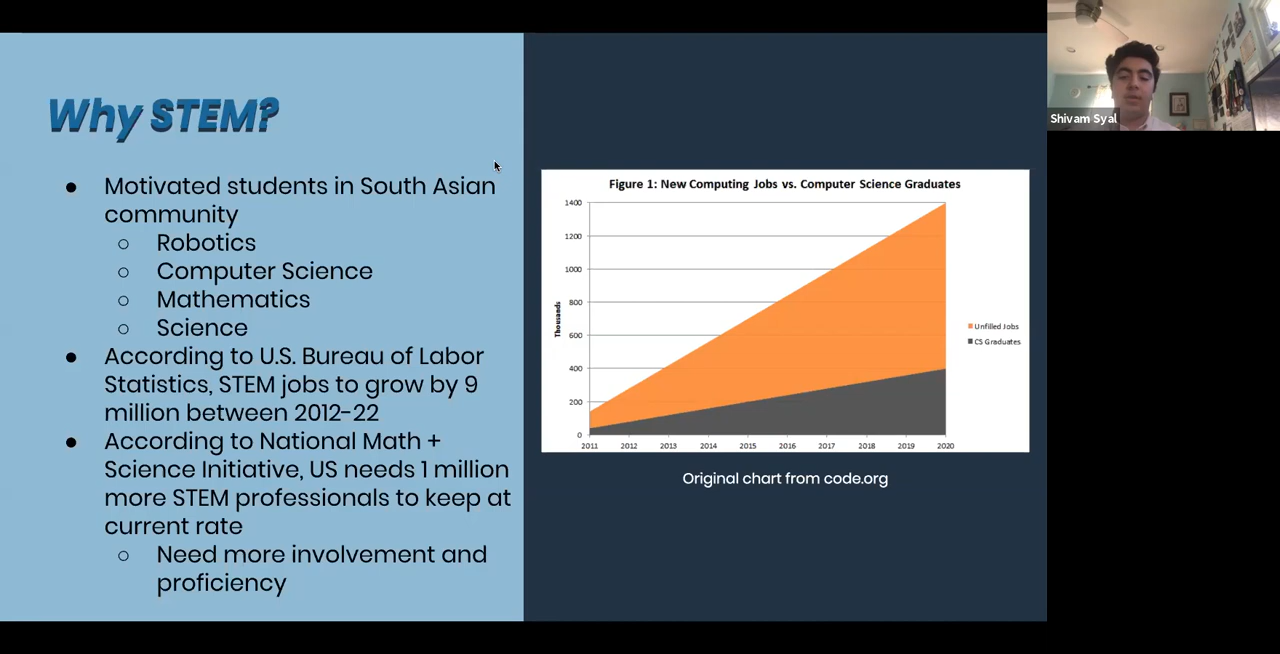 Why STEM?
● Motivated students in South Asian
community
○ Robotics
○ Computer Science
○ Mathematics
○ Science
● According to U.S. Bureau of Labor
Statistics, STEM jobs to grow by 9
million between 2012-22
● According to National Math +
Science Initiative, US needs 1 million
more STEM professionals to keep at
current rate
○ Need more involvement and
proficiency
Figure 1: New Computing Jobs vs. Computer Science Graduates
Thousands
1400
1200
1000
800
600
400
200
0
2011 2012 2013 2014 2015 2016 2017 2018 2019 2020
Unfilled Jobs
CS Graduates
Original chart from code.org
Shivam Syal